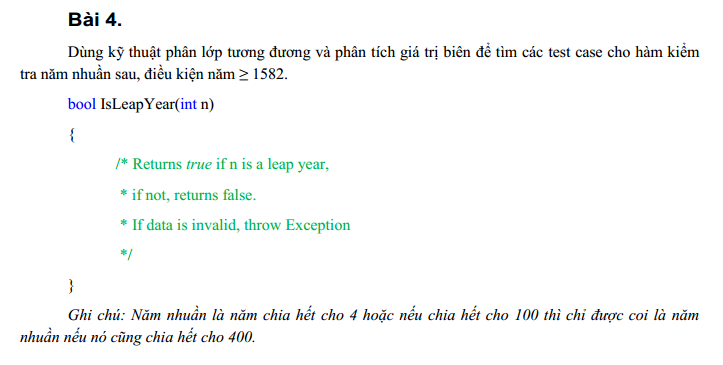 Bài 4.
Dùng kỹ thuật phân lớp tương đương và phân tích giá trị biên để tìm các test case cho hàm kiểm
tra năm nhuần sau, điều kiện năm ≥ 1582.
bool IsLeapYear(int n)
{
/* Returns true if n is a leap year,
* if not, returns false.
* If data is invalid, throw Exception
*/
}
Ghi chú: Năm nhuần là năm chia hết cho 4 hoặc nếu chia hết cho 100 thì chỉ được coi là năm
nhuần nếu nó cũng chia hết cho 400.